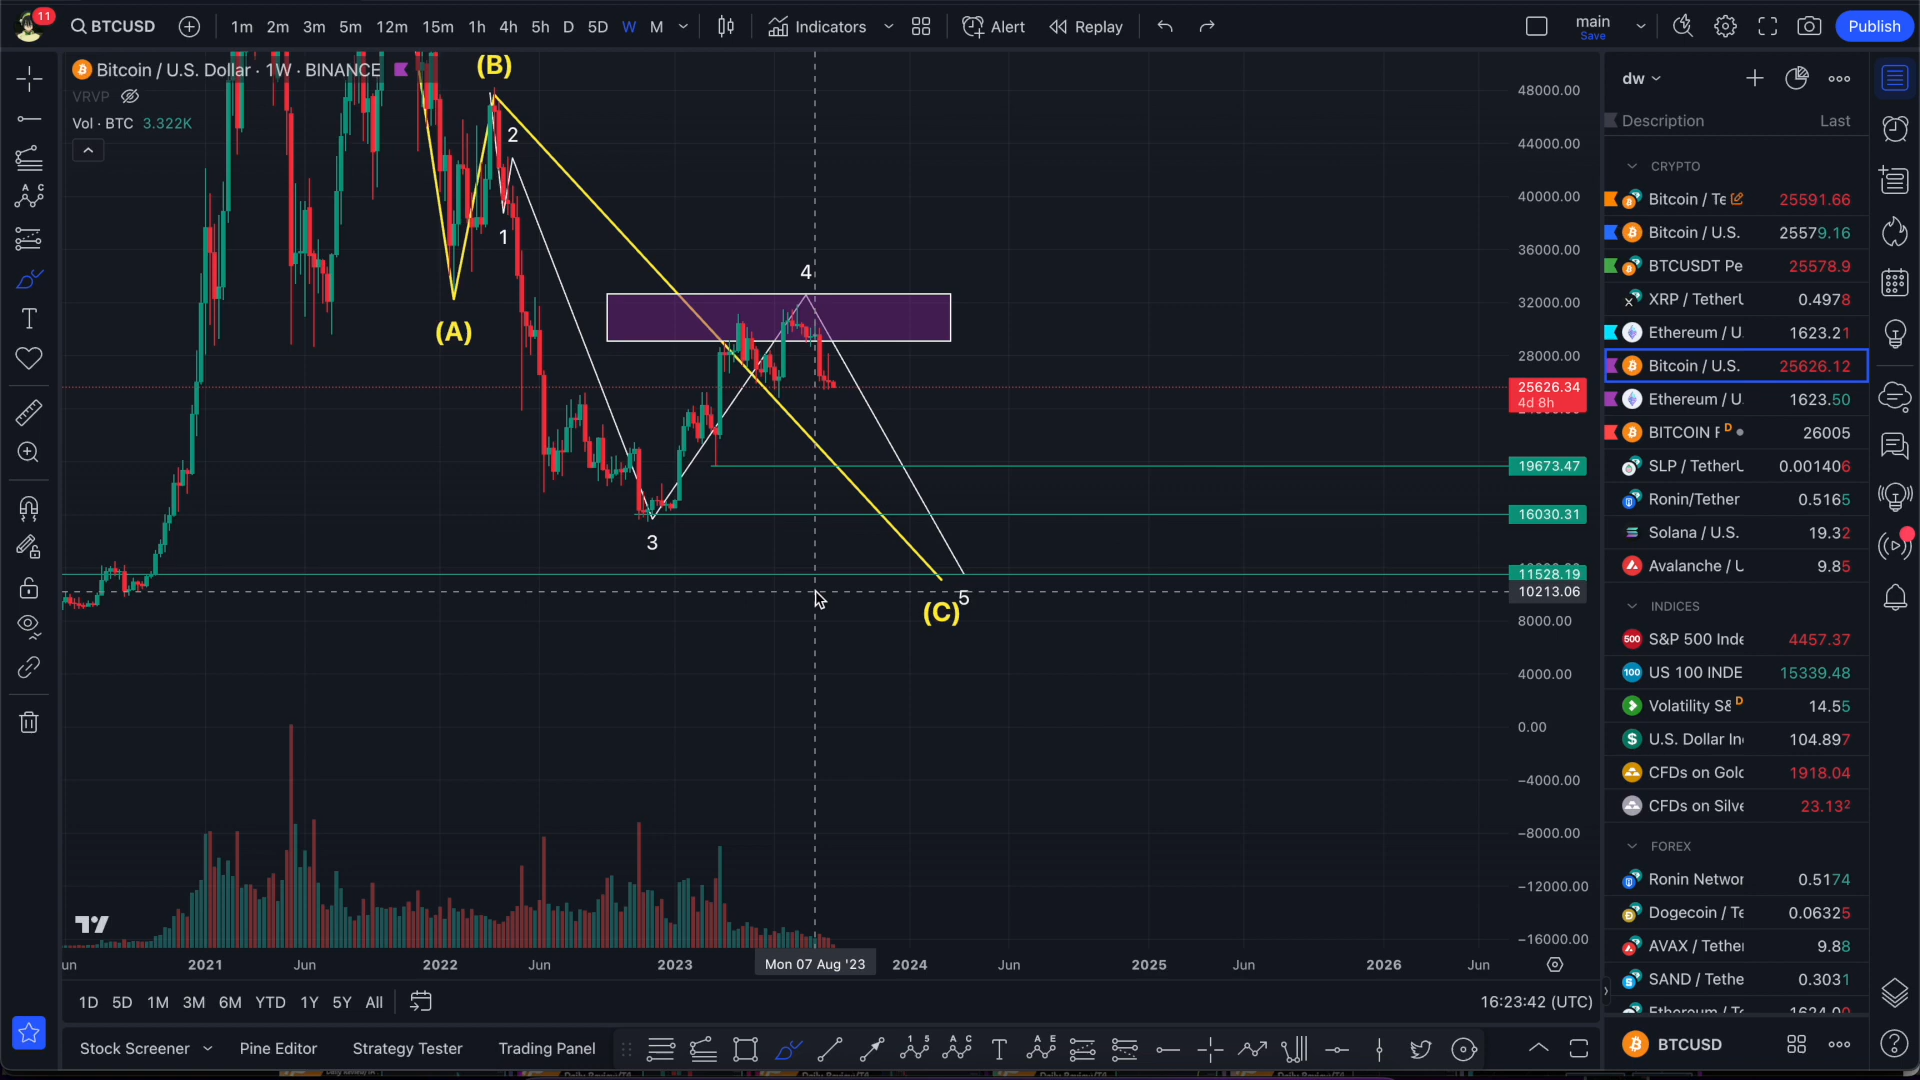 11
BTCUSD
1m 2m 3m 5m 12m 15m 1h 4h 5h D 5D W M
Indicators
Alert
Replay
main
Save
Publish
Bitcoin / U.S. Dollar · 1W · BINANCE
VRVP
Vol · BTC 3.322K
(B)
2
1
(A)
4
3
5
(C)
48000.00
44000.00
40000.00
36000.00
32000.00
28000.00
25626.34
4d 8h
19673.47
16030.31
11528.19
10213.06
8000.00
4000.00
0.00
−4000.00
−8000.00
−12000.00
−16000.00
un 2021 Jun 2022 Jun 2023 Mon 07 Aug '23 2024 Jun 2025 Jun 2026 Jun
1D 5D 1M 3M 6M YTD 1Y 5Y All
16:23:42 (UTC)
Stock Screener Pine Editor Strategy Tester Trading Panel
dw
Description Last
CRYPTO
Bitcoin / Te 25591.66
Bitcoin / U.S. 25579.16
BTCUSDT Pe 25578.9
XRP / Tether 0.4978
Ethereum / U 1623.21
Bitcoin / U.S. 25626.12
Ethereum / U 1623.50
BITCOIN F D 26005
SLP / Tether 0.001406
Ronin/Tether 0.5165
Solana / U.S. 19.32
Avalanche / U 9.85
INDICES
500 S&P 500 Inde 4457.37
100 US 100 INDE 15339.48
Volatility S& D 14.55
U.S. Dollar In 104.897
CFDs on Gold 1918.04
CFDs on Silve 23.132
FOREX
Ronin Networ 0.5174
Dogecoin / Te 0.06325
AVAX / Tether 9.88
SAND / Tethe 0.3031
BTCUSD